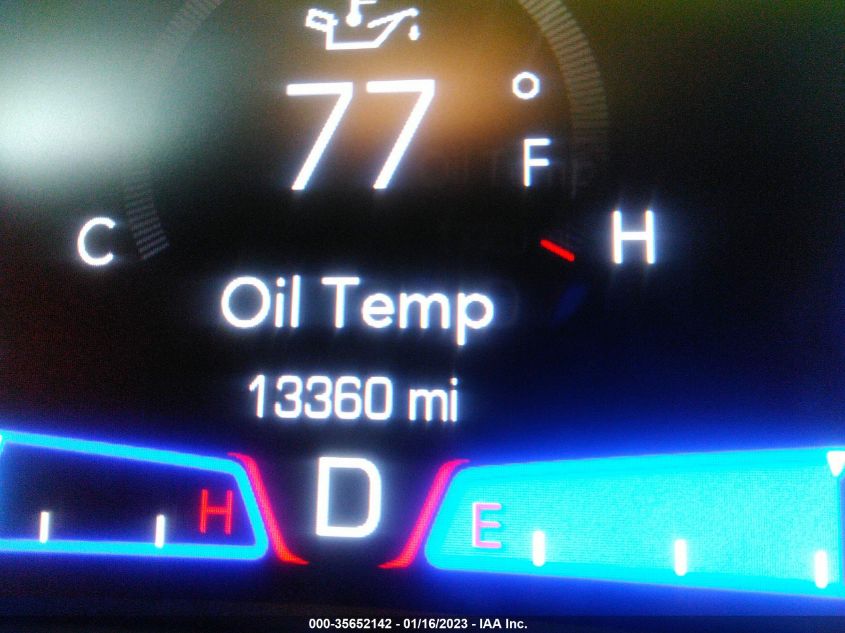 77 °
F
C H
Oil Temp
13360 mi
H D E
000-35652142 - 01/16/2023 - IAA Inc.